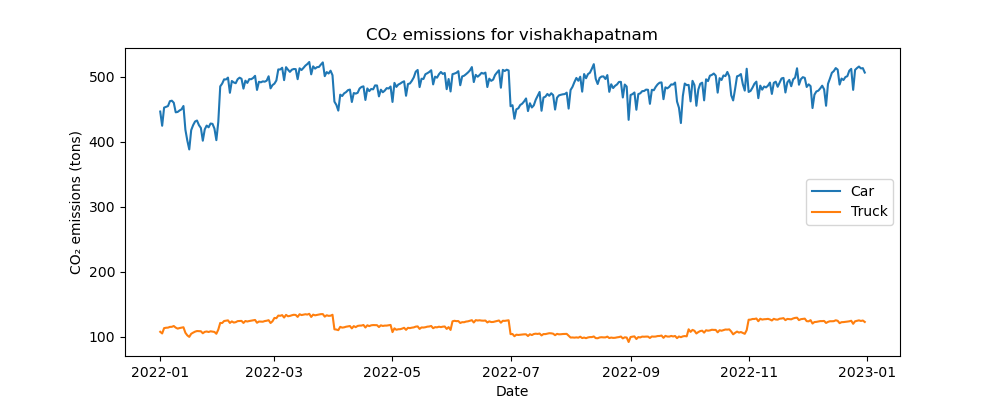 CO₂ emissions for vishakhapatnam
CO₂ emissions (tons)
500
400
300
200
100
Car
Truck
2022-01 2022-03 2022-05 2022-07 2022-09 2022-11 2023-01
Date